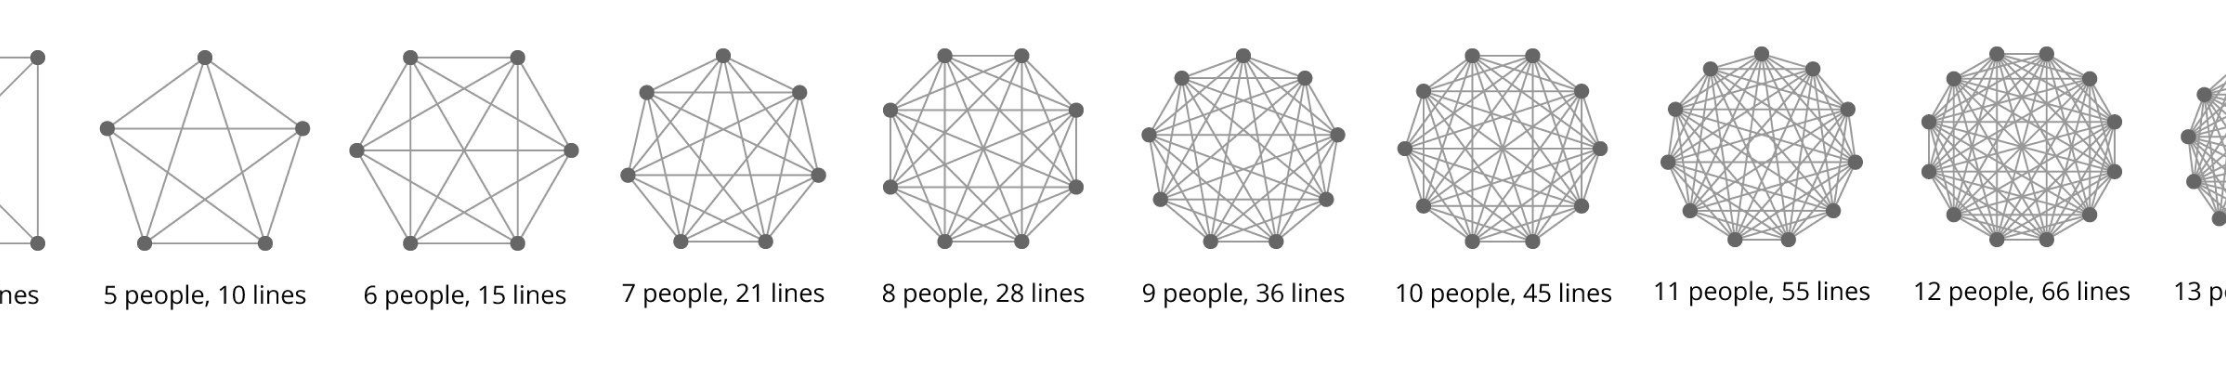 nes
5 people, 10 lines
6 people, 15 lines
7 people, 21 lines
8 people, 28 lines
9 people, 36 lines
10 people, 45 lines
11 people, 55 lines
12 people, 66 lines
13 p